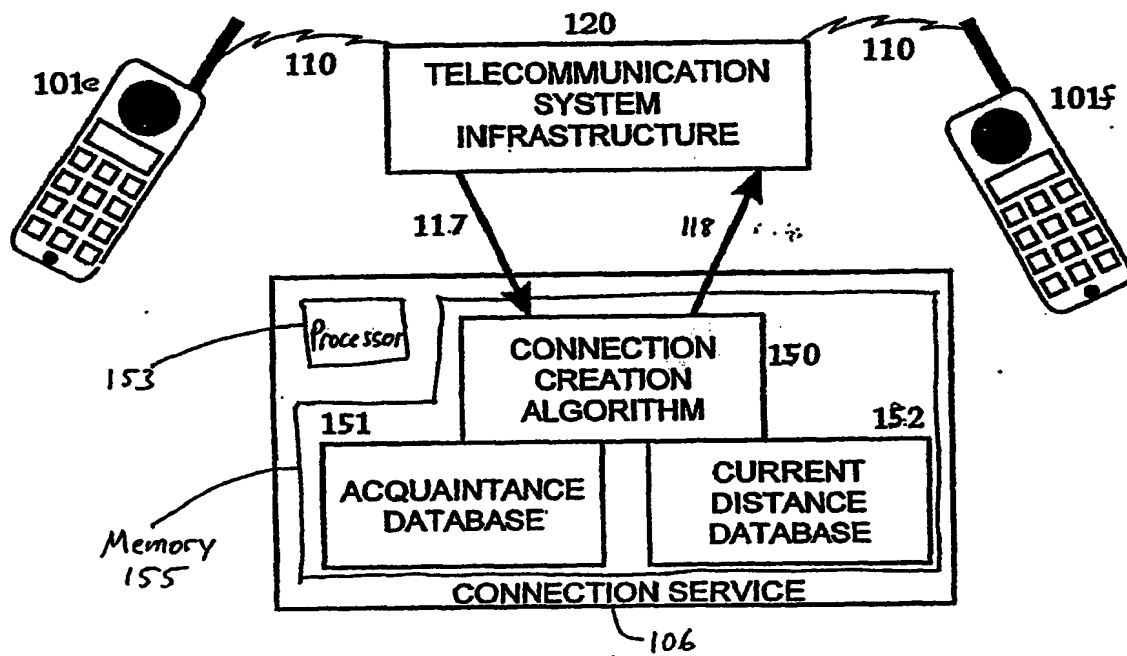 120
110
110
101e
101f
TELECOMMUNICATION
SYSTEM
INFRASTRUCTURE
117
118
Processor
153
CONNECTION
CREATION
ALGORITHM
150
151
152
ACQUAINTANCE
DATABASE
CURRENT
DISTANCE
DATABASE
Memory
155
CONNECTION SERVICE
106